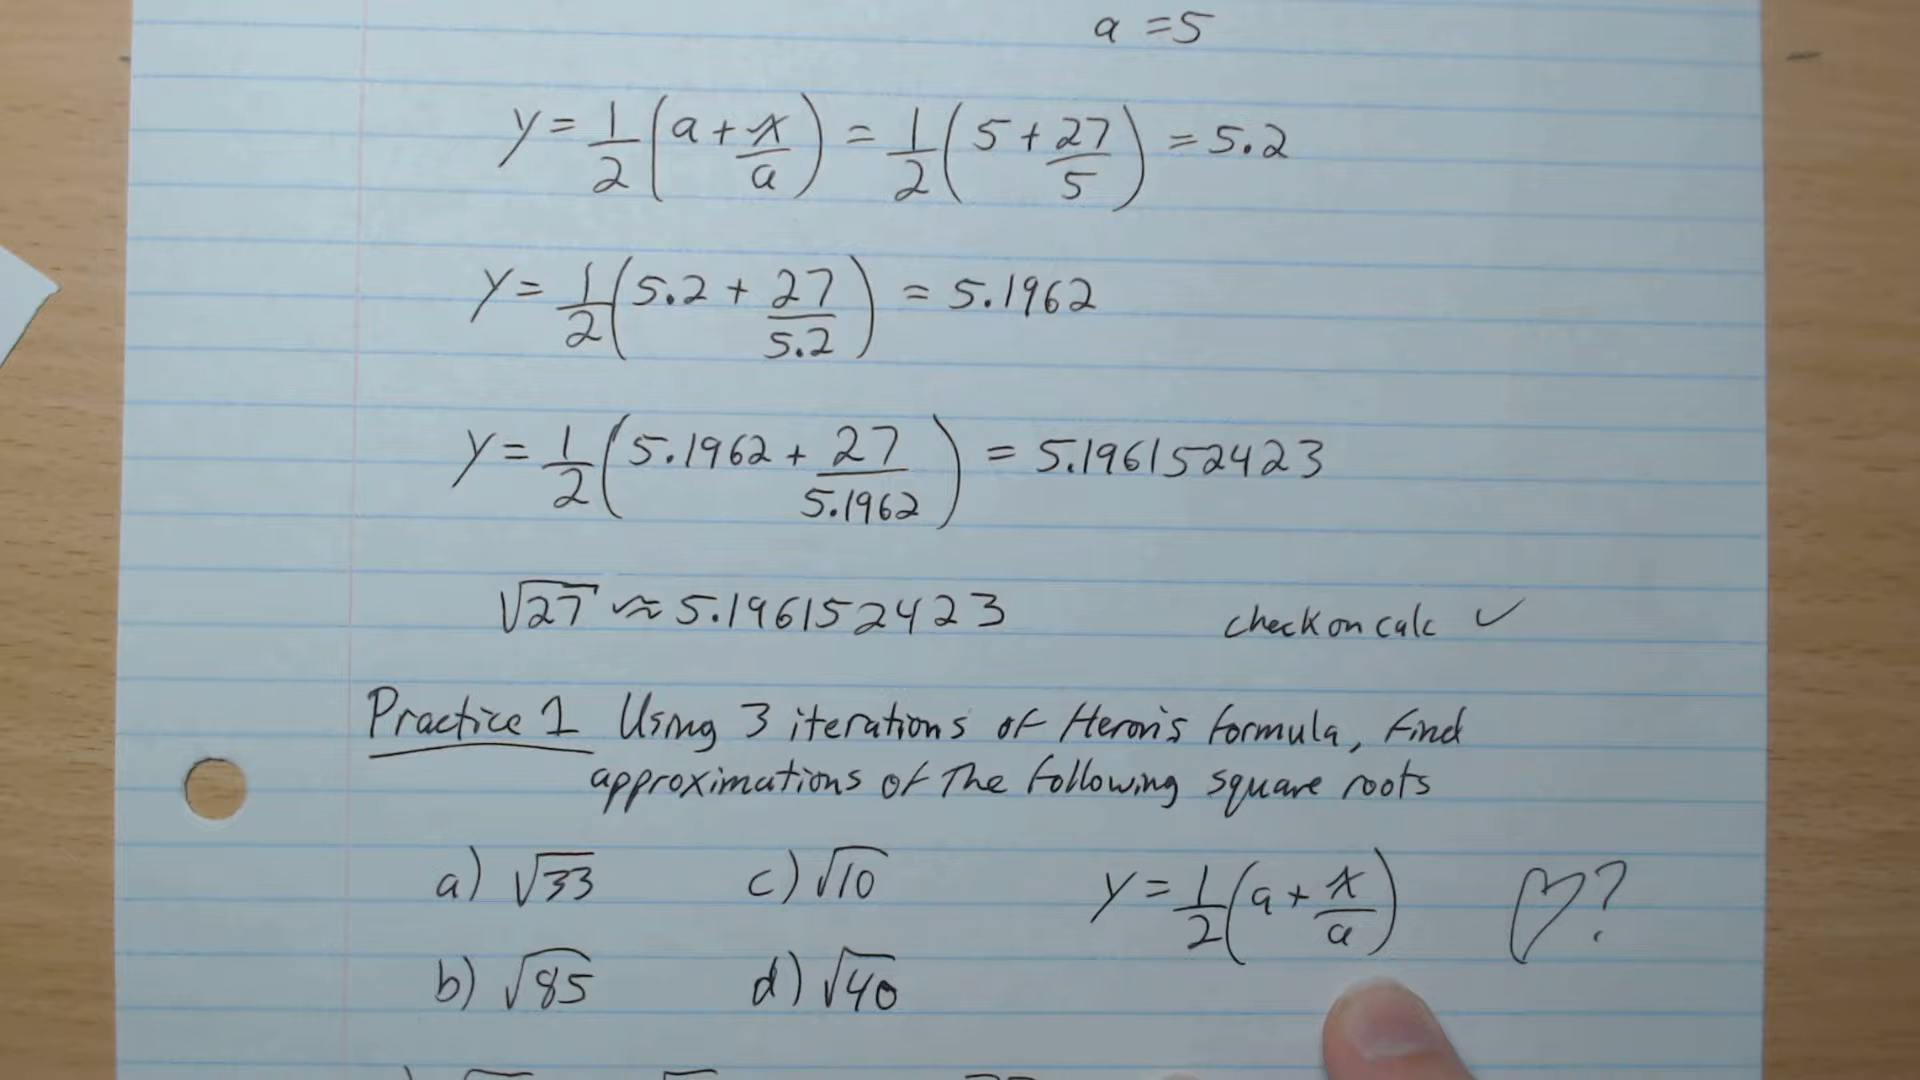 a = 5
y = 1/2 (a + x/a) = 1/2 (5 + 27/5) = 5.2
y = 1/2 (5.2 + 27/5.2) = 5.1962
y = 1/2 (5.1962 + 27/5.1962) = 5.196152423
√27 ≈ 5.196152423 check on calc ✓
Practice 1 Using 3 iterations of Heron's formula, find
approximations of the following square roots
a) √33 c) √10 y = 1/2 (a + x/a) ♡?
b) √85 d) √40